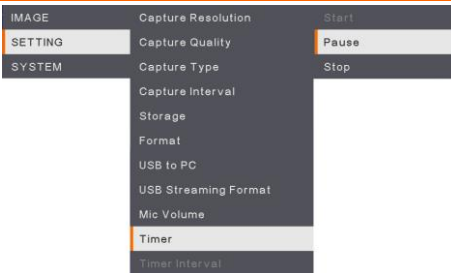 IMAGE
SETTING
SYSTEM
Capture Resolution
Capture Quality
Capture Type
Capture Interval
Storage
Format
USB to PC
USB Streaming Format
Mic Volume
Timer
Timer Interval
Start
Pause
Stop